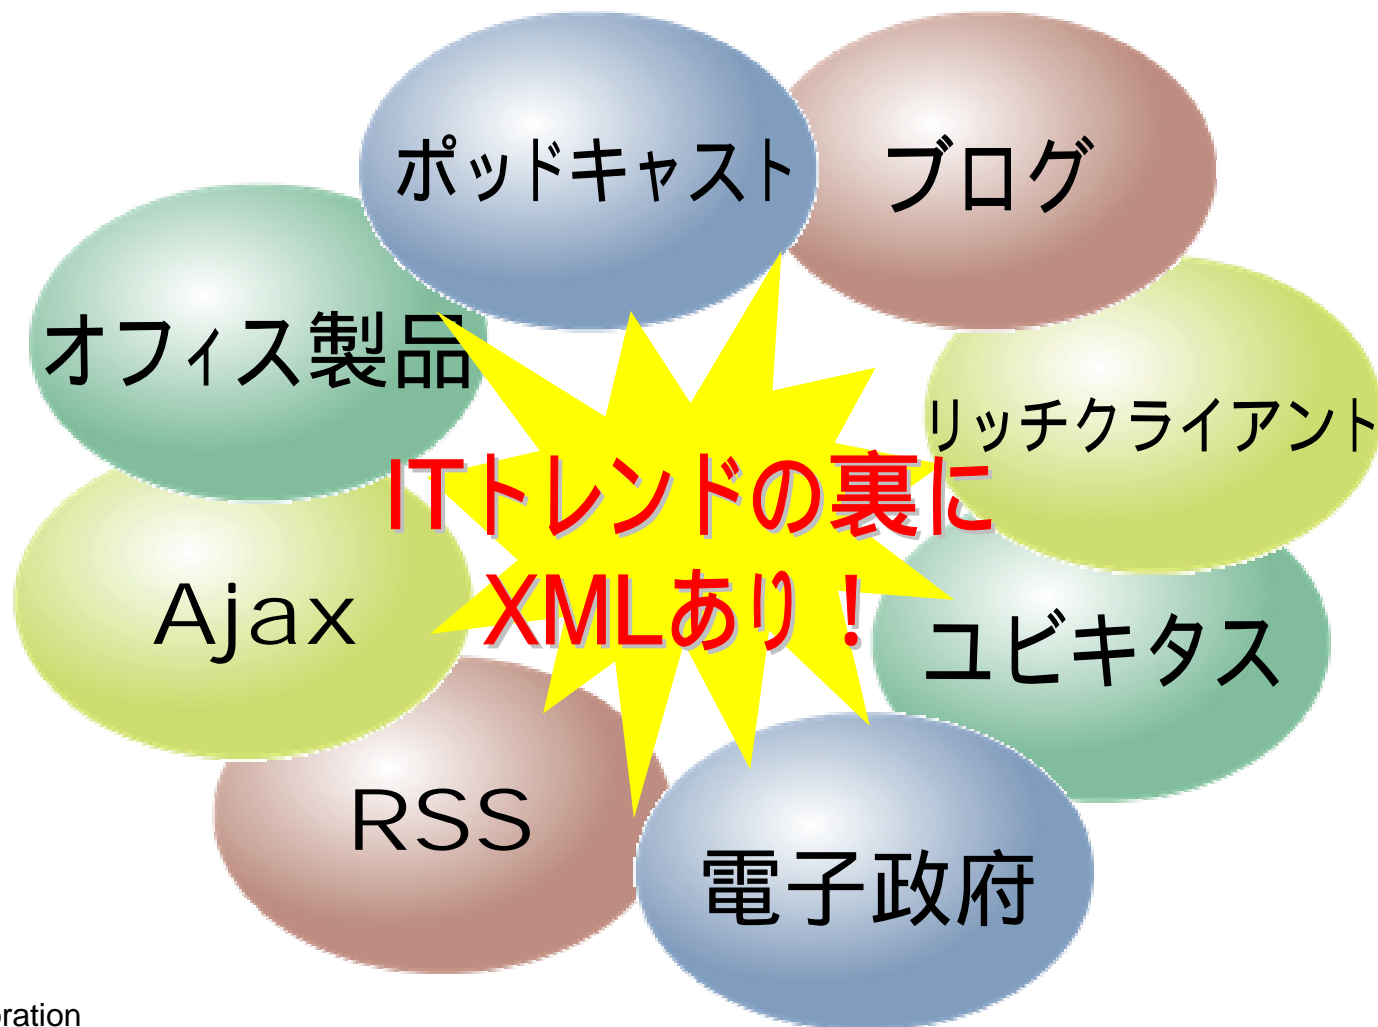 ポッドキャスト
ブログ
オフィス製品
リッチクライアント
ITトレンドの裏に
XMLあり！
Ajax
ユビキタス
RSS
電子政府
oration